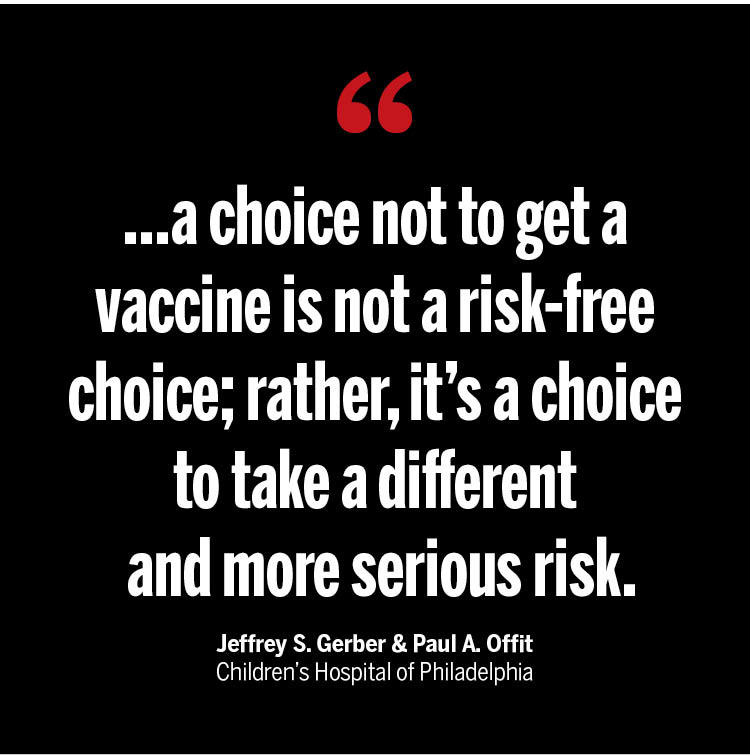 “
...a choice not to get a
vaccine is not a risk-free
choice; rather, it’s a choice
to take a different
and more serious risk.
Jeffrey S. Gerber & Paul A. Offit
Children’s Hospital of Philadelphia